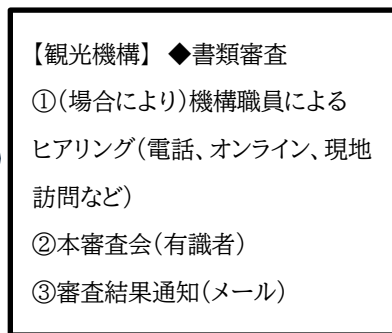 【観光機構】 ◆書類審査
①(場合により)機構職員による
ヒアリング(電話、オンライン、現地
訪問など)
②本審査会(有識者)
③審査結果通知(メール)